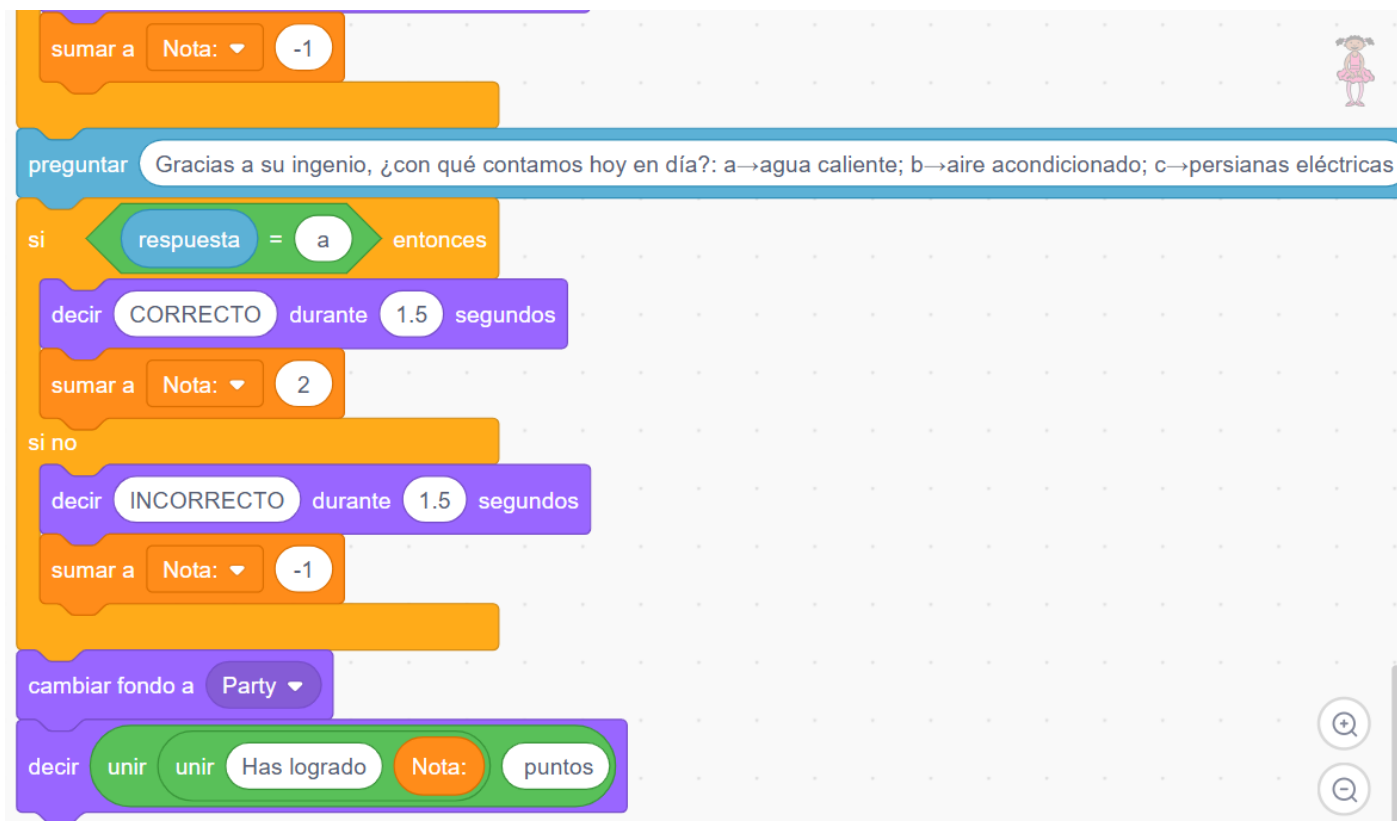 sumar a Nota: -1
preguntar Gracias a su ingenio, ¿con qué contamos hoy en día?: a→agua caliente; b→aire acondicionado; c→persianas eléctricas
si respuesta = a entonces
decir CORRECTO durante 1.5 segundos
sumar a Nota: 2
si no
decir INCORRECTO durante 1.5 segundos
sumar a Nota: -1
cambiar fondo a Party
decir unir unir Has logrado Nota: puntos